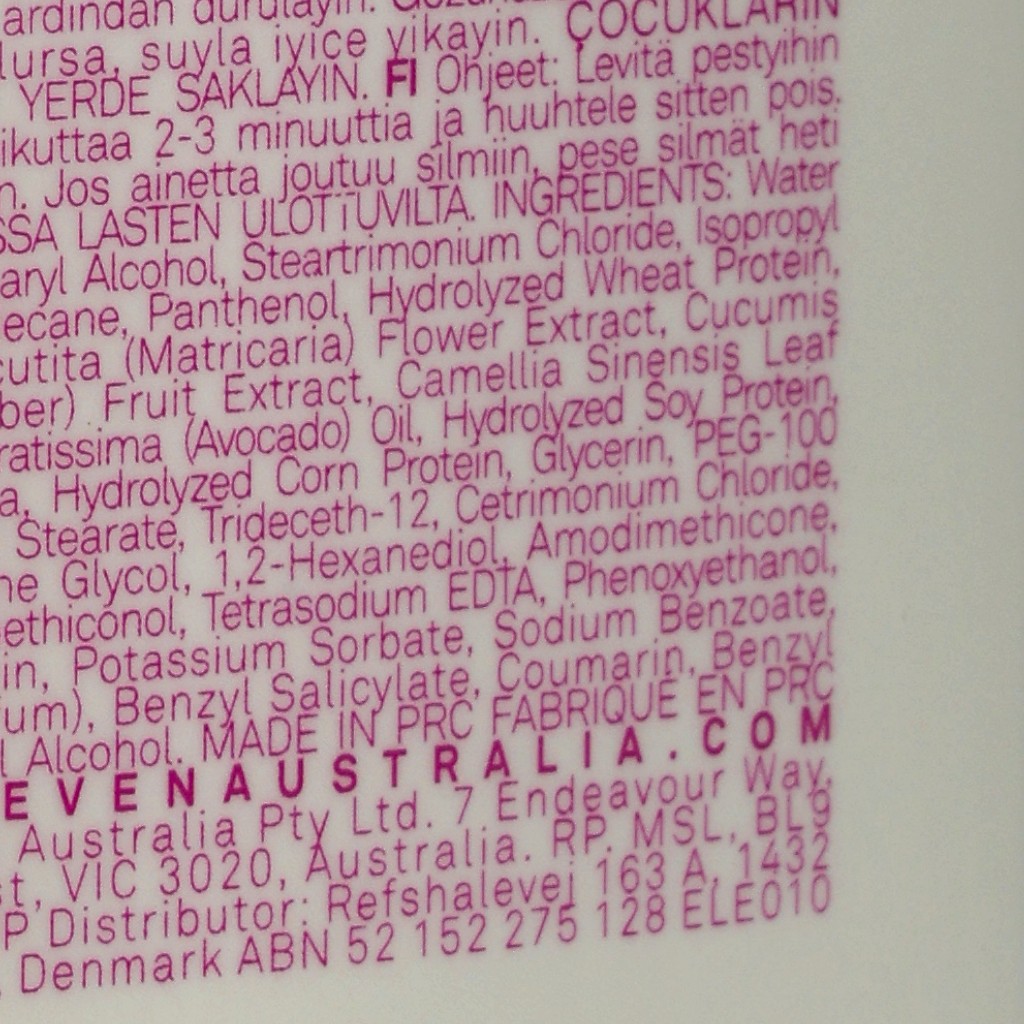 ardından durulayın.
lursa, suyla iyice yıkayın. ÇOCUKLARIN
YERDE SAKLAYIN. FI Ohjeet: Levitä pestyihin
ikuttaa 2-3 minuuttia ja huuhtele sitten pois.
n. Jos ainetta joutuu silmiin, pese silmät heti
SSA LASTEN ULOTTUVILTA. INGREDIENTS: Water
aryl Alcohol, Steartrimonium Chloride, Isopropyl
ecane, Panthenol, Hydrolyzed Wheat Protein,
cutita (Matricaria) Flower Extract, Cucumis
ber) Fruit Extract, Camellia Sinensis Leaf
ratissima (Avocado) Oil, Hydrolyzed Soy Protein,
a, Hydrolyzed Corn Protein, Glycerin, PEG-100
Stearate, Trideceth-12, Cetrimonium Chloride,
ne Glycol, 1,2-Hexanediol, Amodimethicone,
ethiconol, Tetrasodium EDTA, Phenoxyethanol,
in, Potassium Sorbate, Sodium Benzoate,
um), Benzyl Salicylate, Coumarin, Benzyl
l Alcohol. MADE IN PRC FABRIQUÉ EN PRC
EVENAUSTRALIA.COM
Australia Pty Ltd. 7 Endeavour Way,
t, VIC 3020, Australia. RP. MSL, BL9
P Distributor: Refshalevej 163 A, 1432
Denmark ABN 52 152 275 128 ELE010